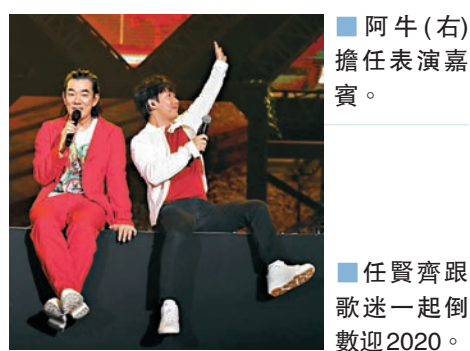 ■ 阿牛(右)
擔任表演嘉
賓。
■任賢齊跟
歌迷一起倒
數迎2020。